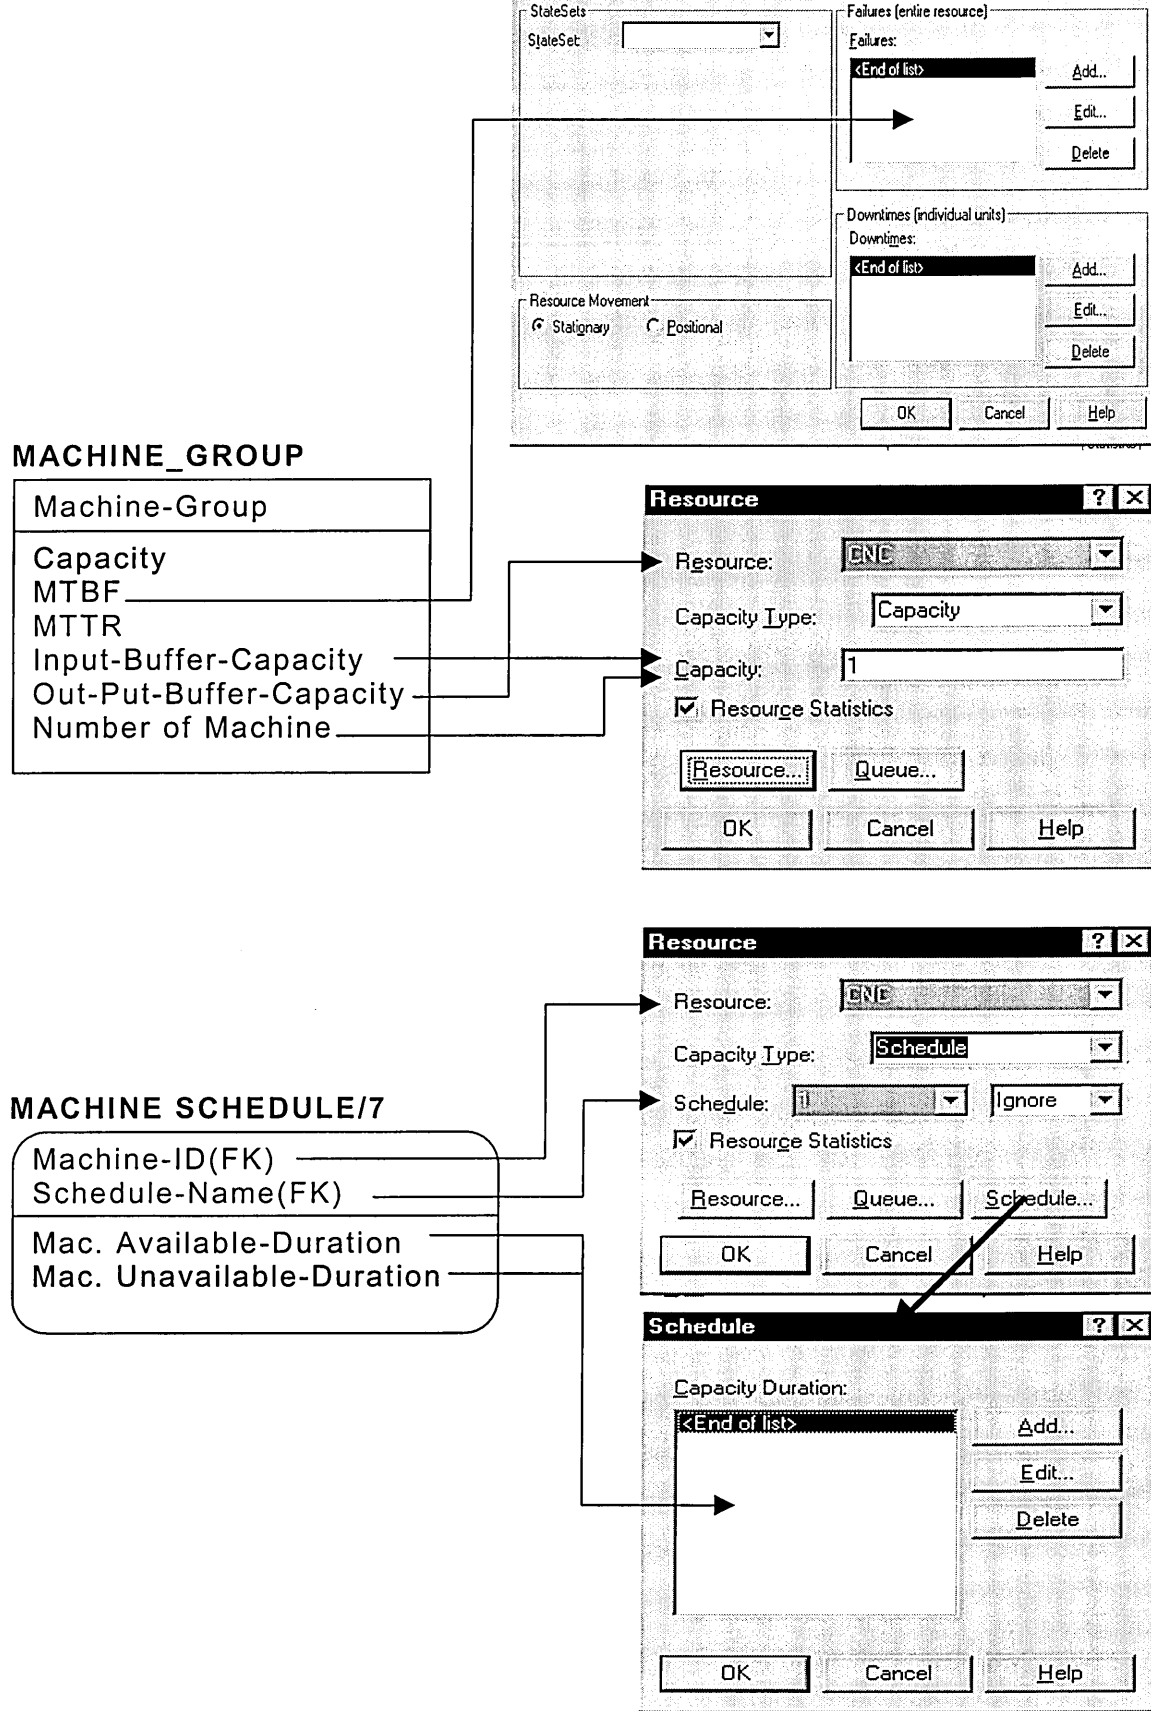 StateSets
StateSet:
Failures (entire resource)
Failures:
<End of list>
Add...
Edit...
Delete
Downtimes (individual units)
Downtimes:
<End of list>
Add...
Edit...
Delete
Resource Movement
Stationary Positional
OK Cancel Help
MACHINE_GROUP
Machine-Group
Capacity
MTBF
MTTR
Input-Buffer-Capacity
Out-Put-Buffer-Capacity
Number of Machine
Resource ? X
Resource: CNC
Capacity Type: Capacity
Capacity: 1
Resource Statistics
Resource... Queue...
OK Cancel Help
MACHINE SCHEDULE/7
Machine-ID(FK)
Schedule-Name(FK)
Mac. Available-Duration
Mac. Unavailable-Duration
Resource ? X
Resource: CNC
Capacity Type: Schedule
Schedule: Ignore
Resource Statistics
Resource... Queue... Schedule...
OK Cancel Help
Schedule ? X
Capacity Duration:
<End of list>
Add...
Edit...
Delete
OK Cancel Help